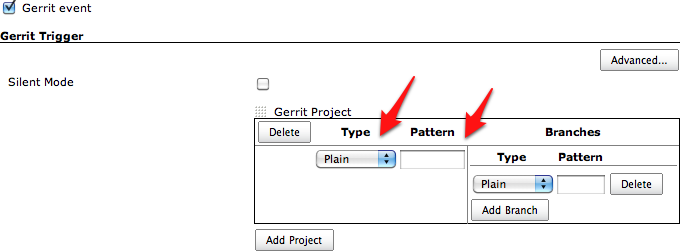 Gerrit event
Gerrit Trigger
Advanced...
Silent Mode
Gerrit Project
Delete Type Pattern Branches
Type Pattern
Plain
Plain Delete
Add Branch
Add Project